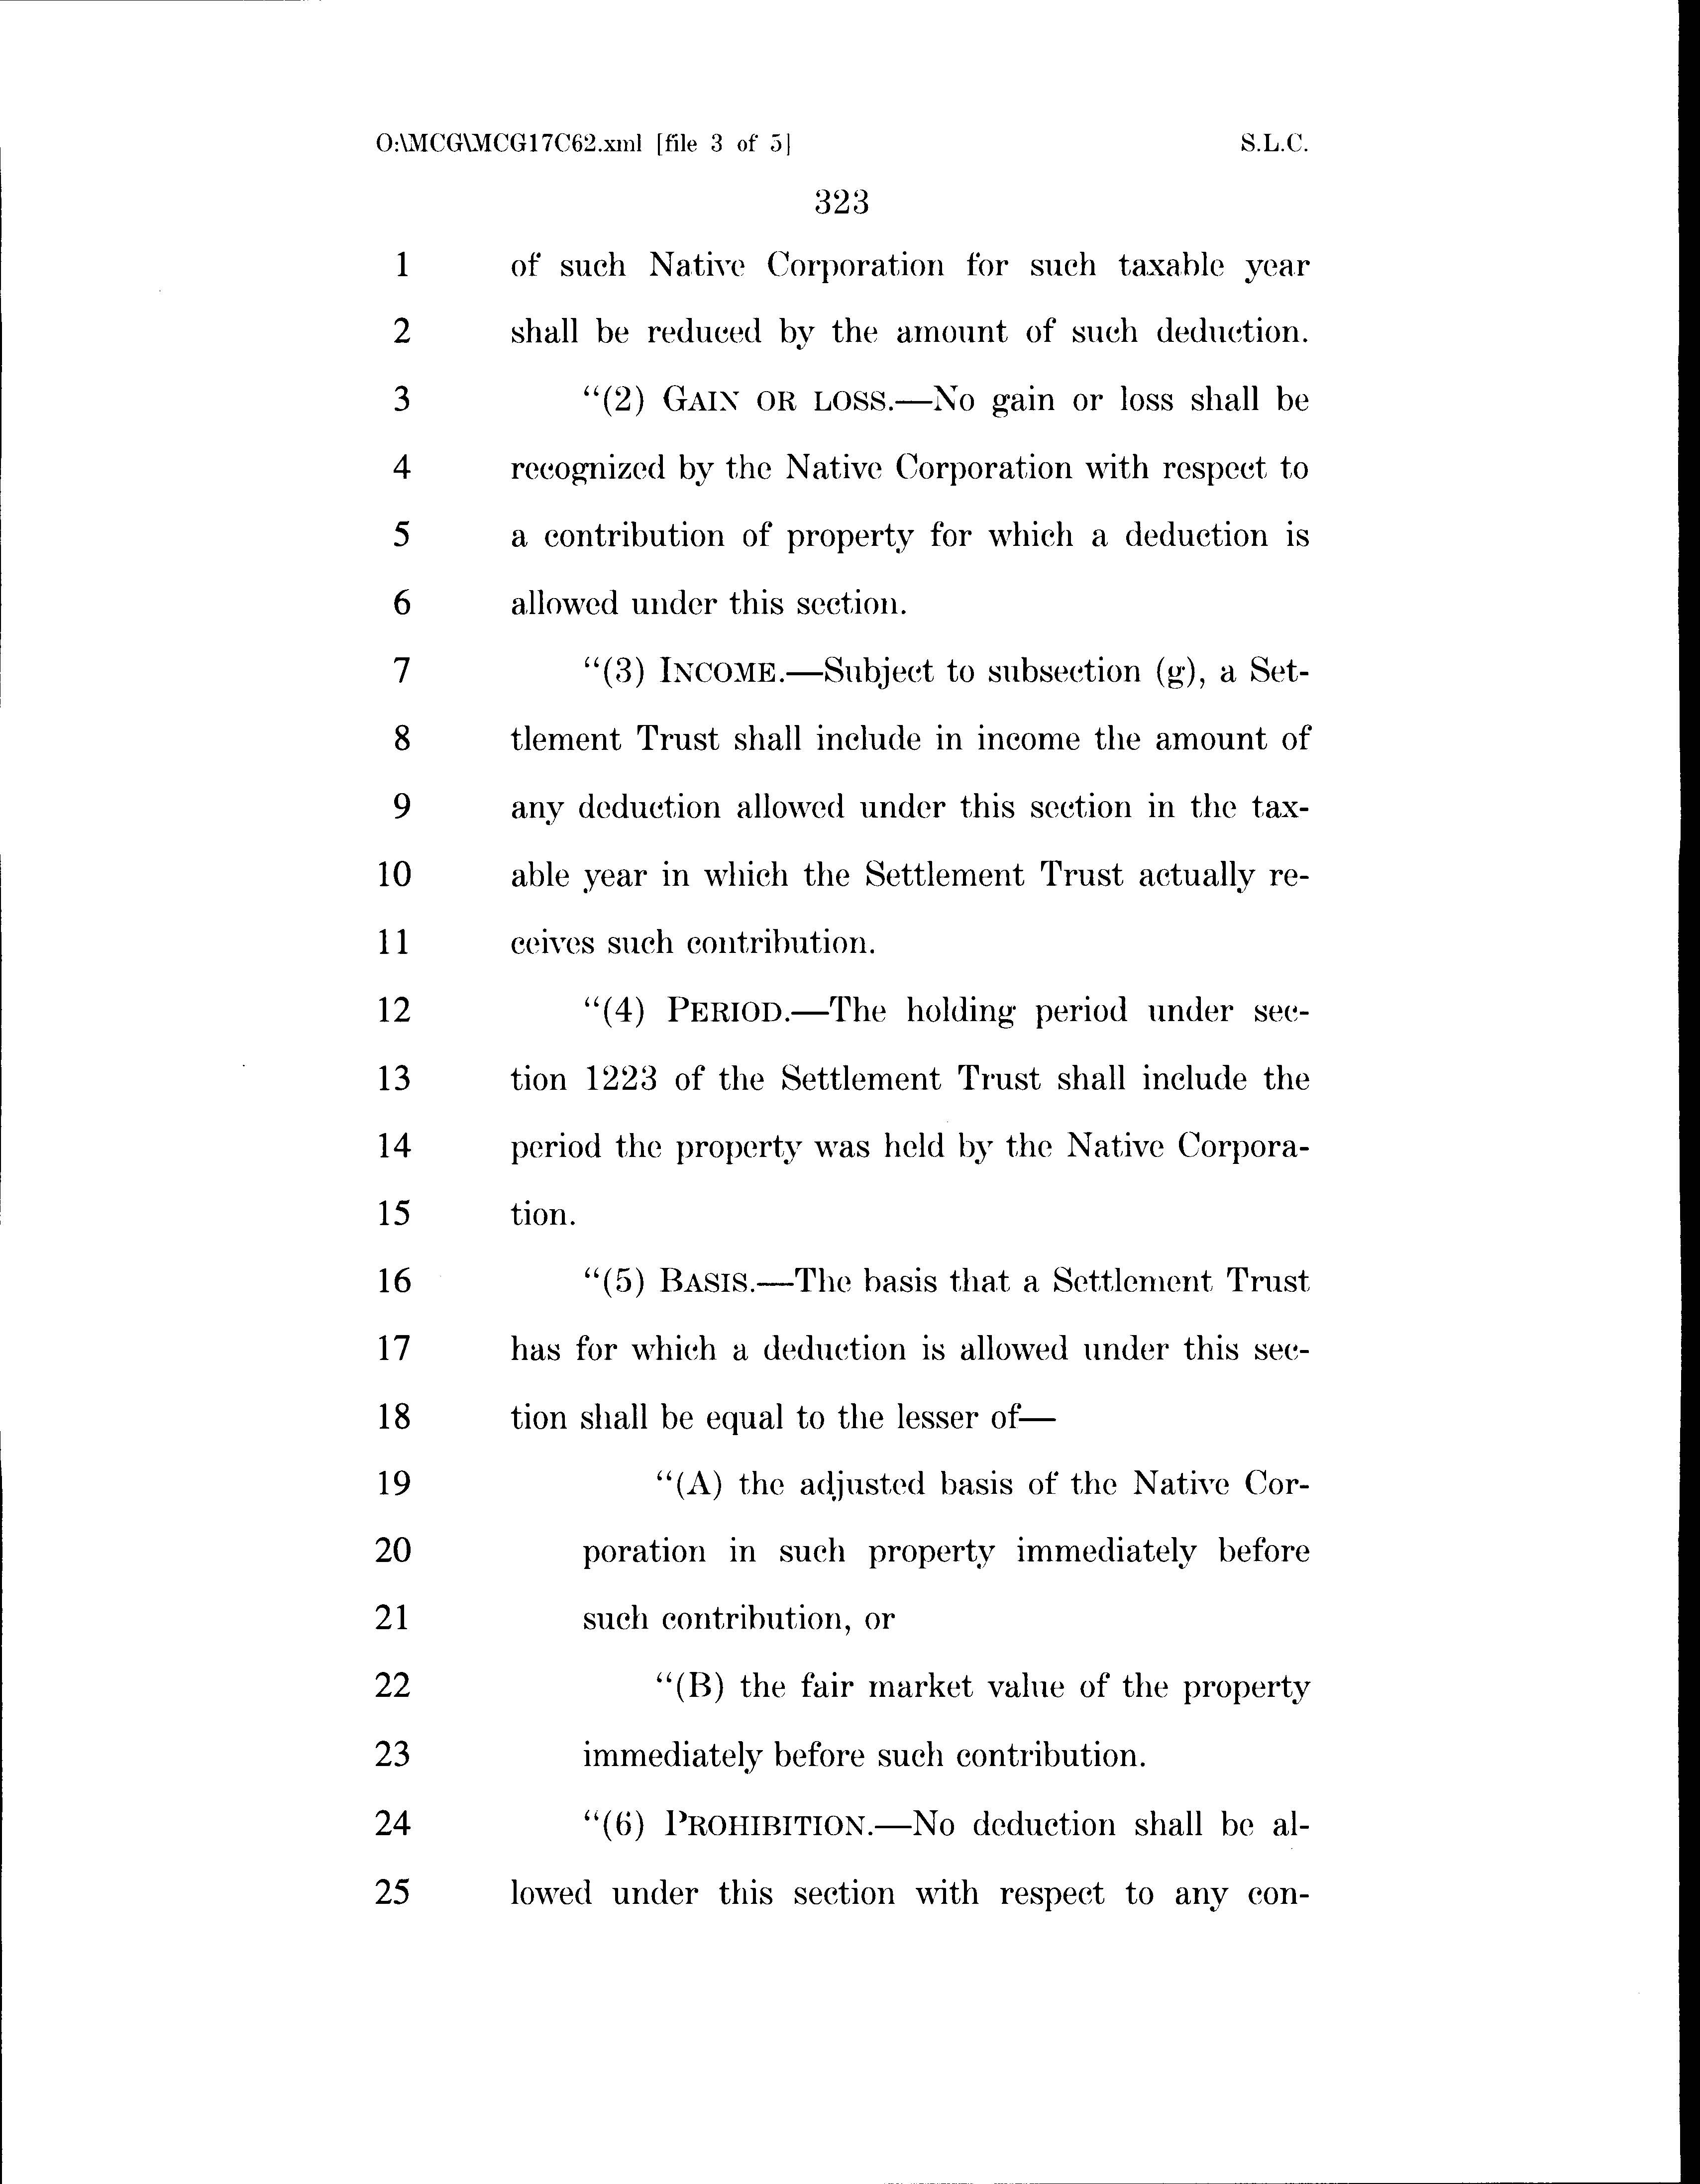 O:\MCG\MCG17C62.xml [file 3 of 5] S.L.C.
323
1 of such Native Corporation for such taxable year
2 shall be reduced by the amount of such deduction.
3 “(2) GAIN OR LOSS.—No gain or loss shall be
4 recognized by the Native Corporation with respect to
5 a contribution of property for which a deduction is
6 allowed under this section.
7 “(3) INCOME.—Subject to subsection (g), a Set-
8 tlement Trust shall include in income the amount of
9 any deduction allowed under this section in the tax-
10 able year in which the Settlement Trust actually re-
11 ceives such contribution.
12 “(4) PERIOD.—The holding period under sec-
13 tion 1223 of the Settlement Trust shall include the
14 period the property was held by the Native Corpora-
15 tion.
16 “(5) BASIS.—The basis that a Settlement Trust
17 has for which a deduction is allowed under this sec-
18 tion shall be equal to the lesser of—
19 “(A) the adjusted basis of the Native Cor-
20 poration in such property immediately before
21 such contribution, or
22 “(B) the fair market value of the property
23 immediately before such contribution.
24 “(6) PROHIBITION.—No deduction shall be al-
25 lowed under this section with respect to any con-